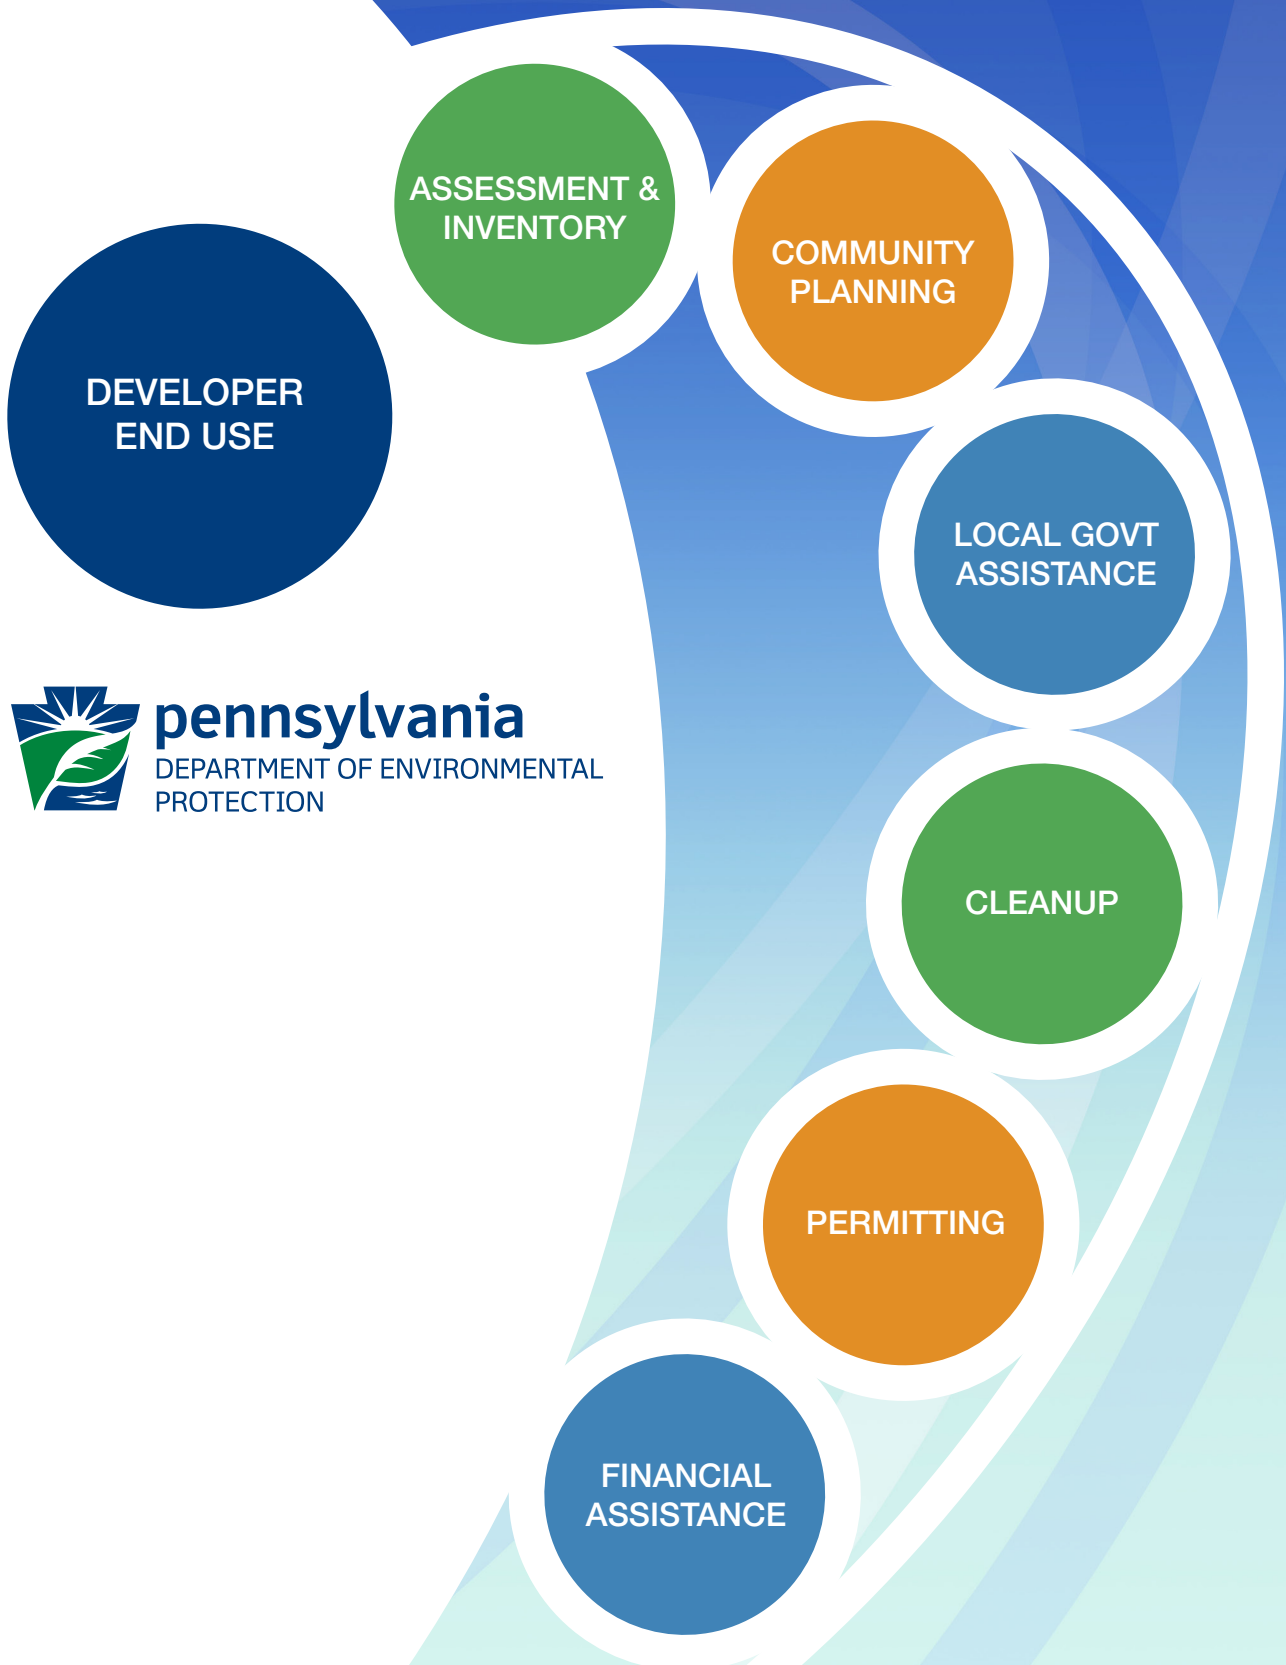 ASSESSMENT &
INVENTORY
COMMUNITY
PLANNING
DEVELOPER
END USE
LOCAL GOVT
ASSISTANCE
pennsylvania
DEPARTMENT OF ENVIRONMENTAL
PROTECTION
CLEANUP
PERMITTING
FINANCIAL
ASSISTANCE